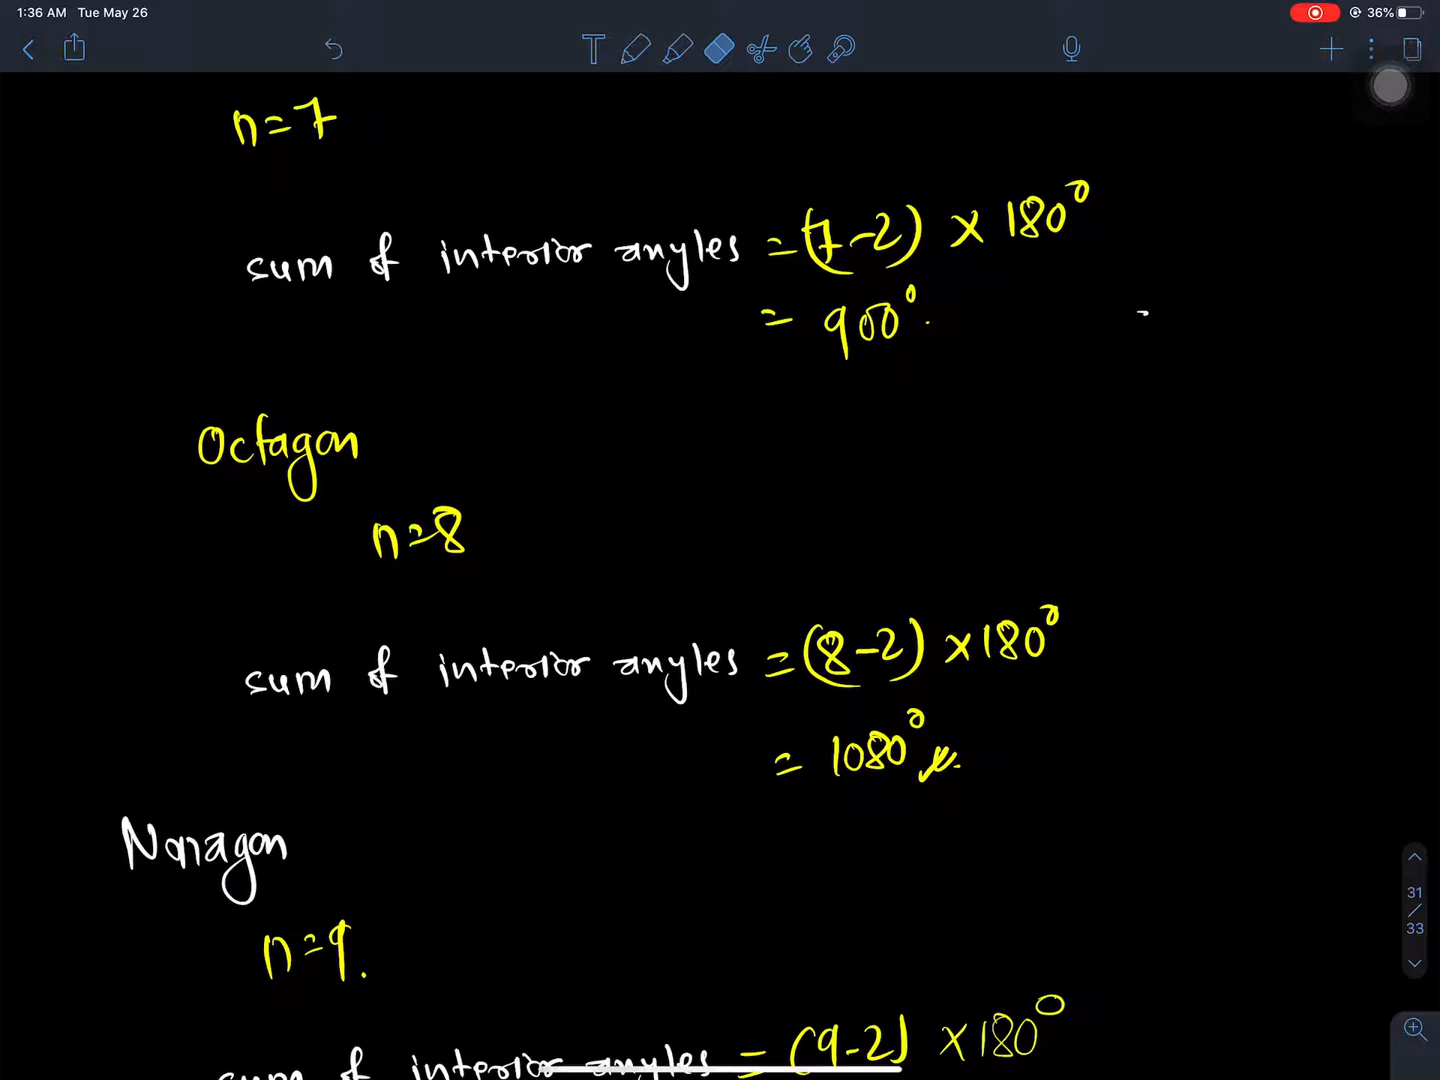 1:36 AM Tue May 26
36%
n=7
sum of interior angles = (7-2) × 180°
= 900°.
Octagon
n=8
sum of interior angles = (8-2) × 180°
= 1080°
Nonagon
n=9.
31
/
33
sum of interior angles = (9-2) × 180°